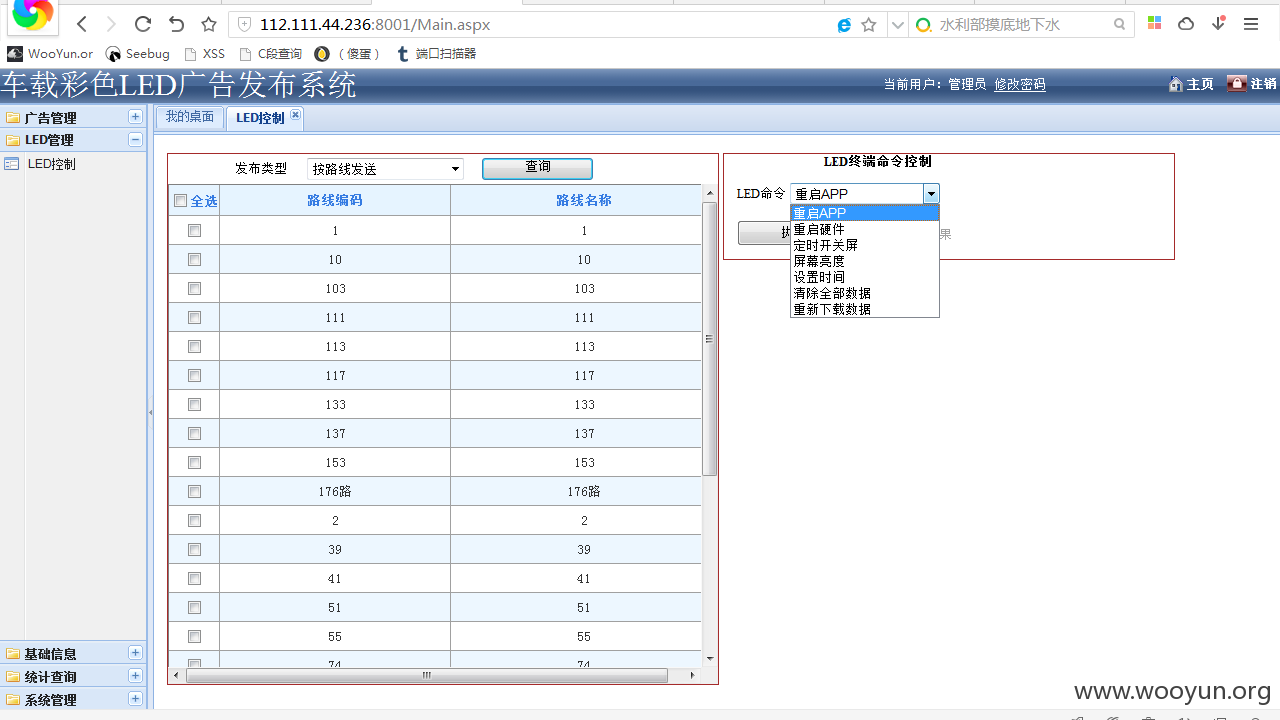 112.111.44.236:8001/Main.aspx
水利部摸底地下水
WooYun.or
Seebug
XSS
C段查询
（傻蛋）
端口扫描器
车载彩色LED广告发布系统
当前用户：管理员 修改密码
主页
注销
广告管理
LED管理
LED控制
基础信息
统计查询
系统管理
我的桌面
LED控制
发布类型
按路线发送
查询
全选 路线编码 路线名称
1 1
10 10
103 103
111 111
113 113
117 117
133 133
137 137
153 153
176路 176路
2 2
39 39
41 41
51 51
55 55
74 74
LED终端命令控制
LED命令
重启APP
重启APP
重启硬件
定时开关屏
屏幕亮度
设置时间
清除全部数据
重新下载数据
果
www.wooyun.org